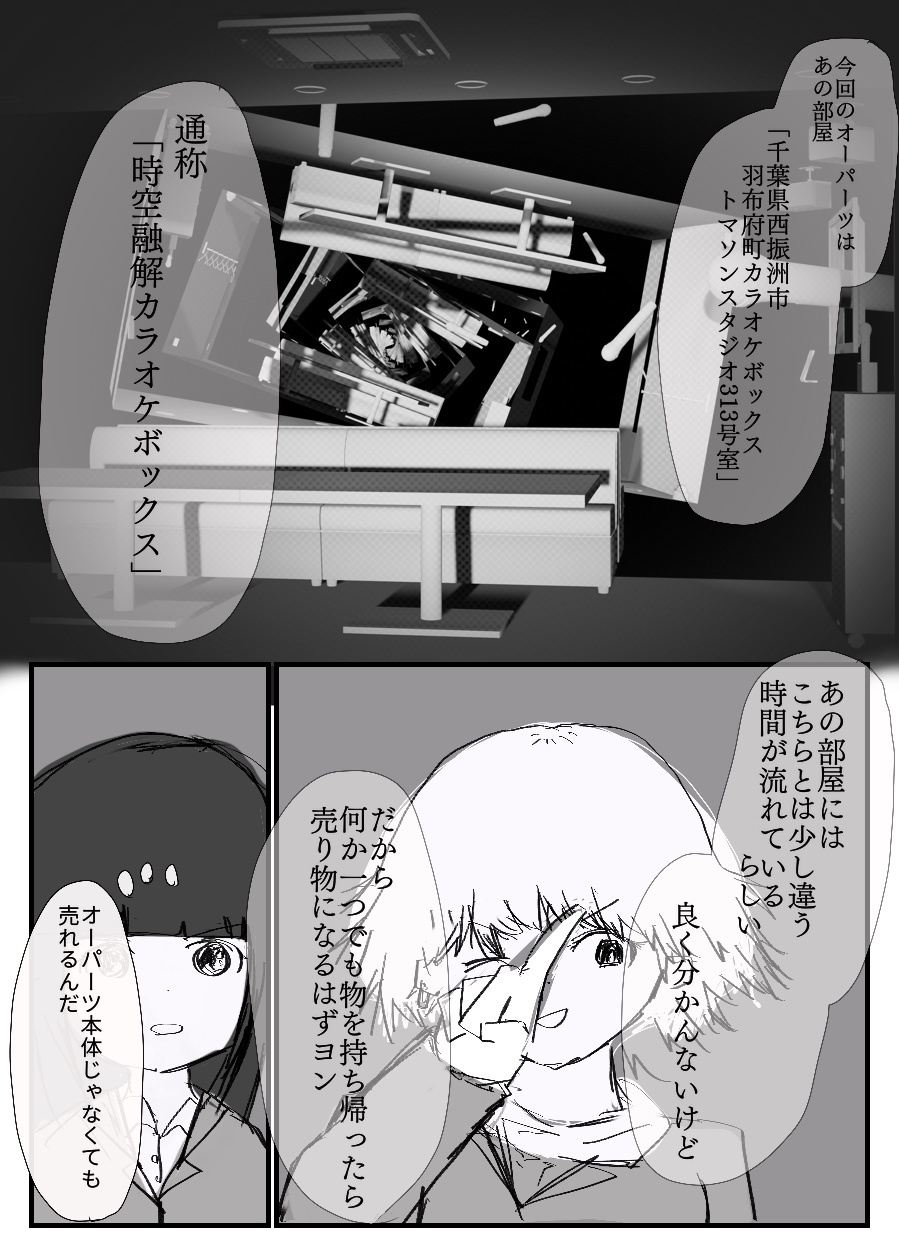 今回のオーパーツは
あの部屋
「千葉県西振洲市
羽布府町カラオケボックス
トマソンスタジオ313号室」
通称
「時空融解カラオケボックス」
あの部屋には
こちらとは少し違う
時間が流れている
らしい
良く分かんないけど
だから
何か一つでも物を持ち帰ったら
売り物になるはずヨン
オーパーツ本体じゃなくても
売れるんだ